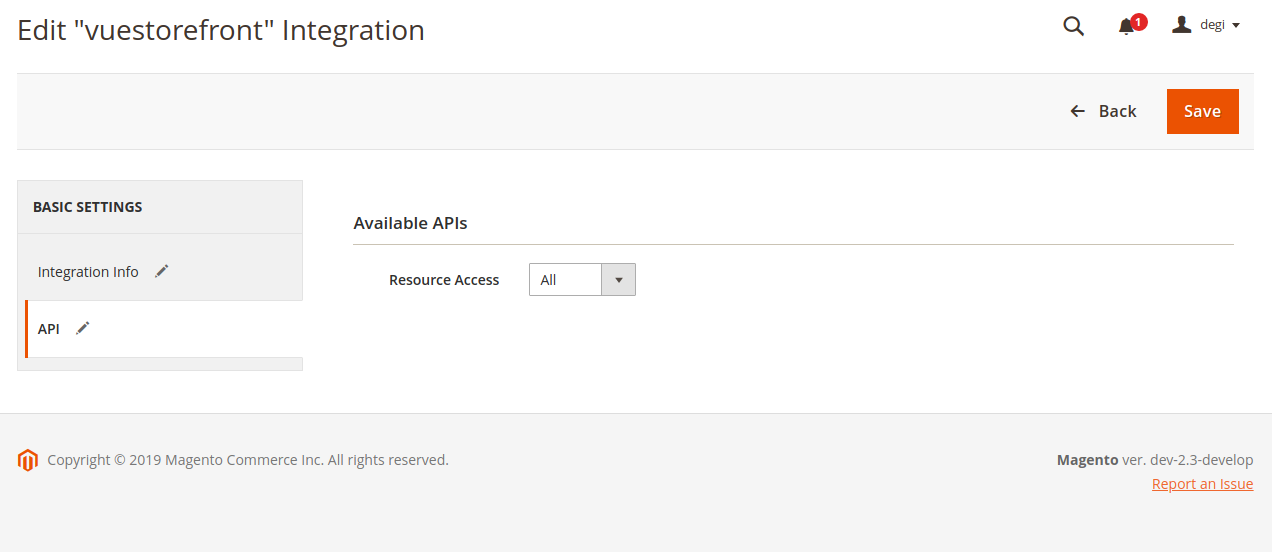 Edit "vuestorefront" Integration
1
degi
Back
Save
BASIC SETTINGS
Integration Info
API
Available APIs
Resource Access
All
Copyright © 2019 Magento Commerce Inc. All rights reserved.
Magento ver. dev-2.3-develop
Report an Issue